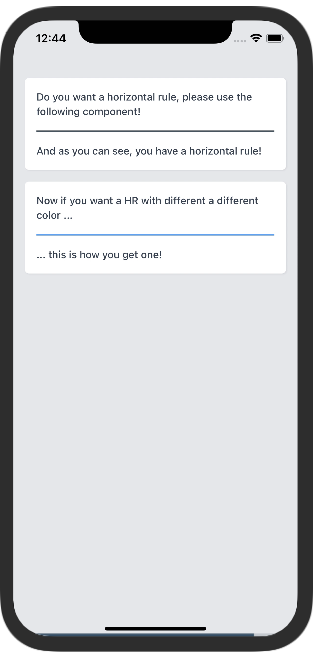 12:44
Do you want a horizontal rule, please use the
following component!
And as you can see, you have a horizontal rule!
Now if you want a HR with different a different
color ...
... this is how you get one!